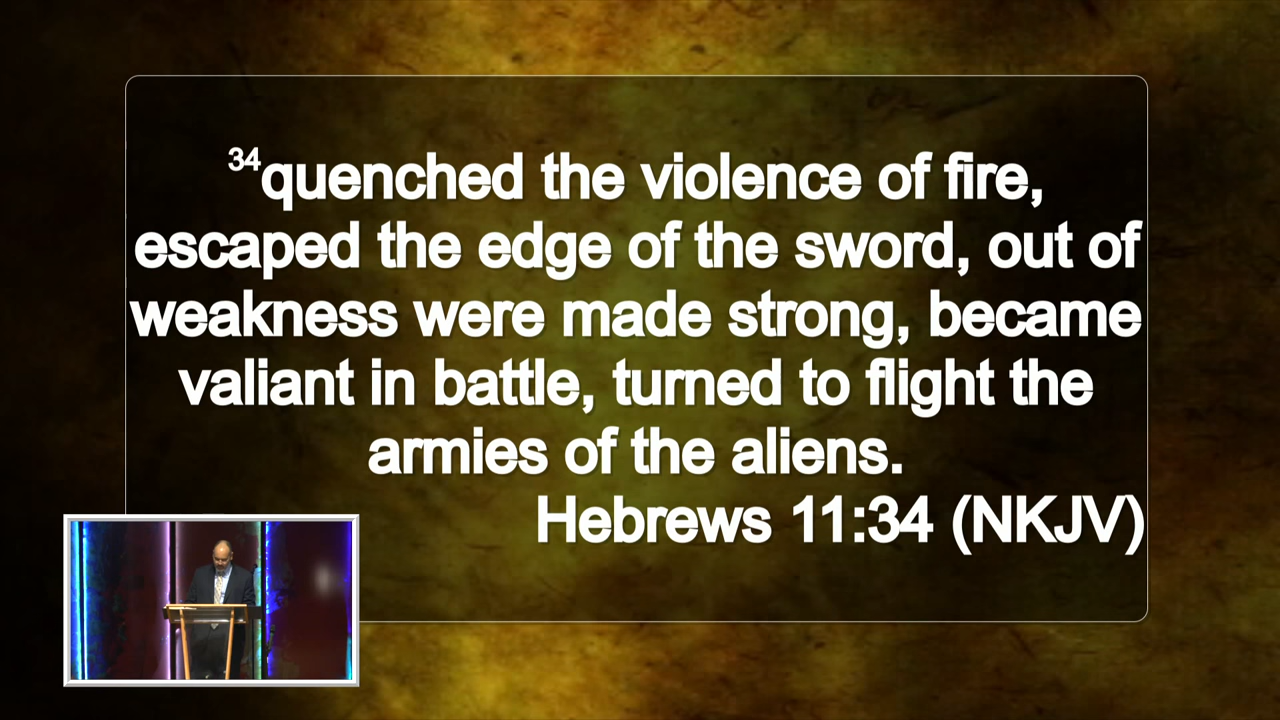 34quenched the violence of fire,
escaped the edge of the sword, out of
weakness were made strong, became
valiant in battle, turned to flight the
armies of the aliens.
Hebrews 11:34 (NKJV)